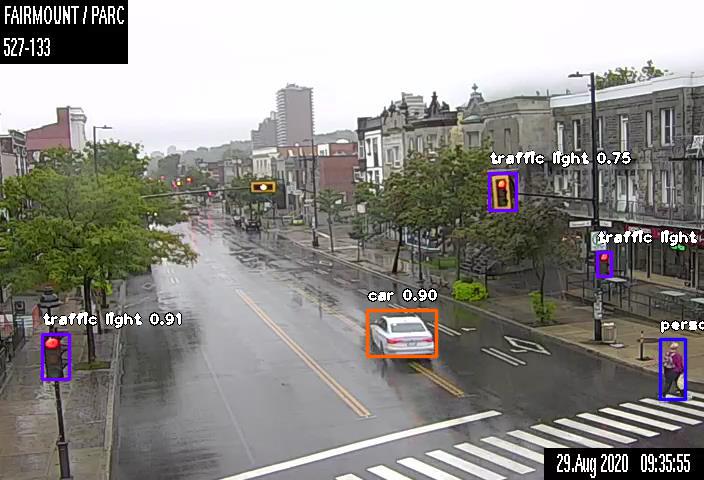 FAIRMOUNT / PARC
527-133
traffic light 0.75
traffic light
car 0.90
traffic light 0.91
perso
29.Aug 2020 09:35:55